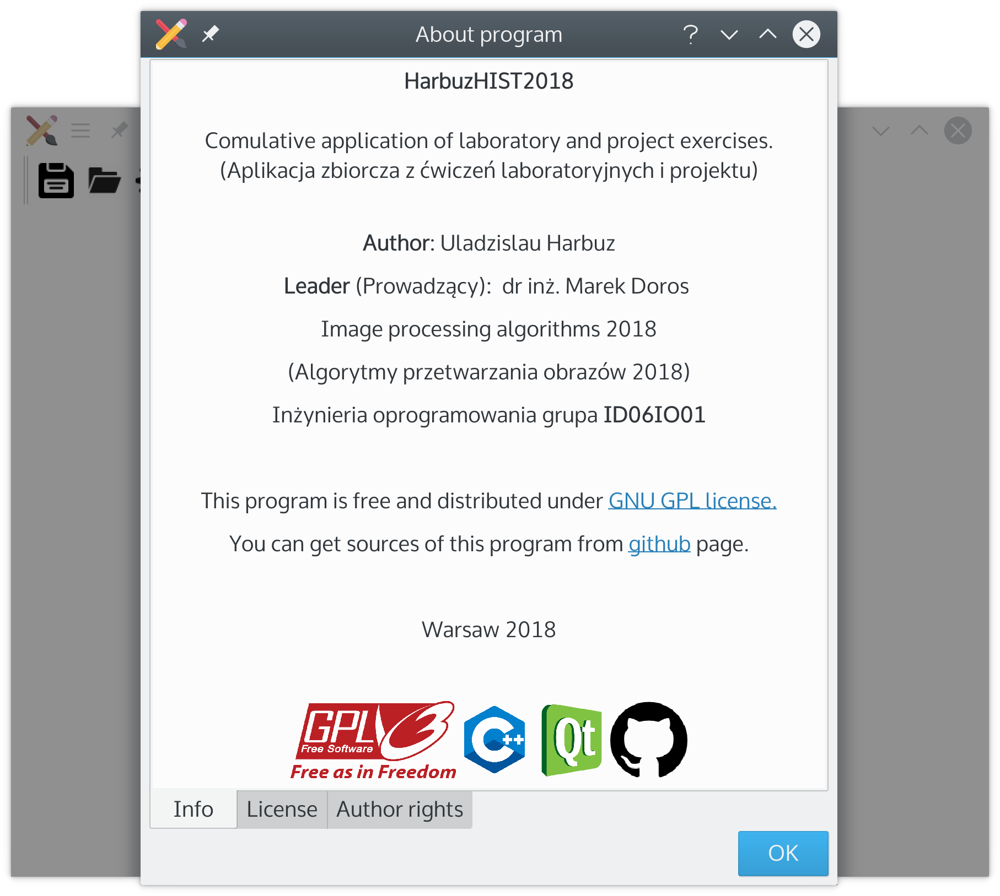 About program
HarbuzHIST2018
Comulative application of laboratory and project exercises.
(Aplikacja zbiorcza z ćwiczeń laboratoryjnych i projektu)
Author: Uladzislau Harbuz
Leader (Prowadzący): dr inż. Marek Doros
Image processing algorithms 2018
(Algorytmy przetwarzania obrazów 2018)
Inżynieria oprogramowania grupa ID06IO01
This program is free and distributed under GNU GPL license.
You can get sources of this program from github page.
Warsaw 2018
GPLv3
Free Software
Free as in Freedom
C++
Qt
Info License Author rights
OK